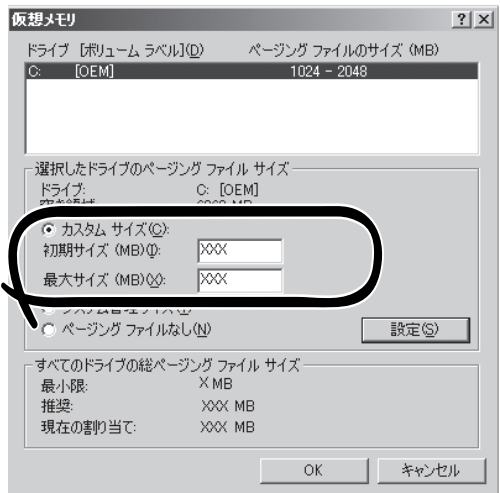 仮想メモリ
ドライブ [ボリューム ラベル](D) ページング ファイルのサイズ (MB)
C: [OEM] 1024 - 2048
選択したドライブのページング ファイル サイズ
ドライブ: C: [OEM]
カスタム サイズ(C):
初期サイズ (MB)(I): XXX
最大サイズ (MB)(X): XXX
ページング ファイルなし(N)
設定(S)
すべてのドライブの総ページング ファイル サイズ
最小限: X MB
推奨: XXX MB
現在の割り当て: XXX MB
OK キャンセル